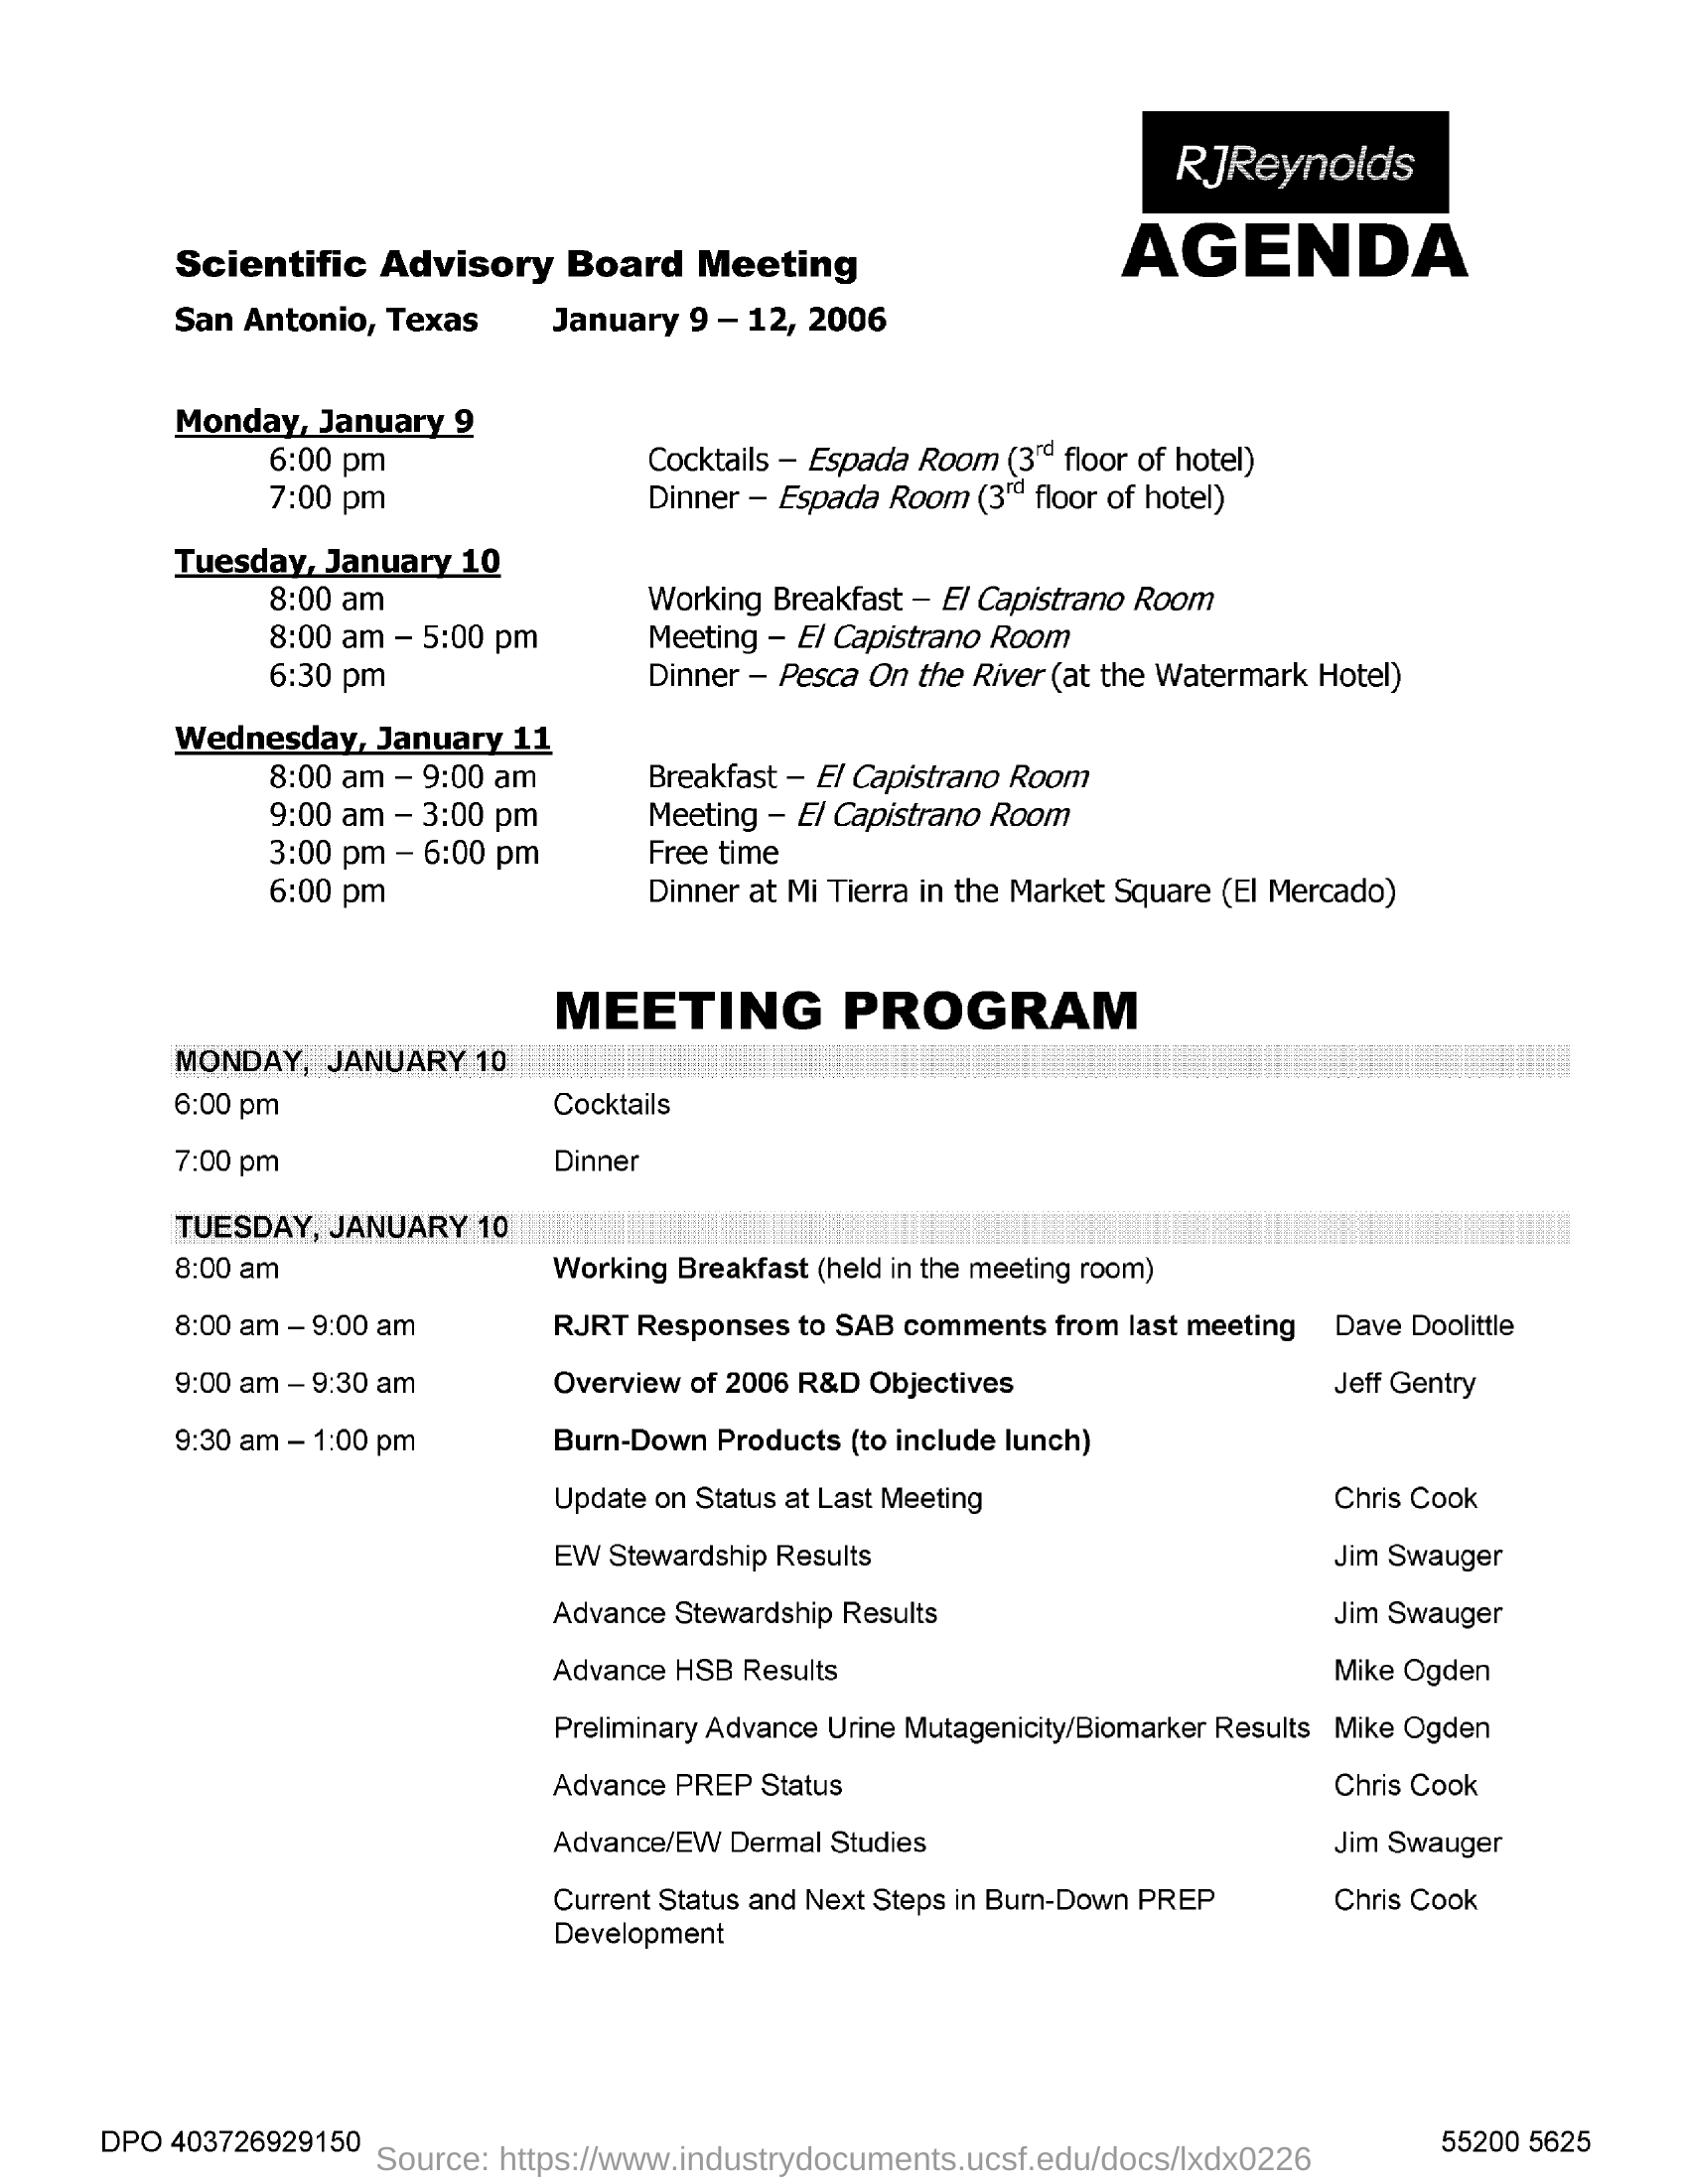 RJReynolds
AGENDA
Scientific Advisory Board Meeting
San Antonio, Texas January 9 – 12, 2006
Monday, January 9
6:00 pm Cocktails – Espada Room (3rd floor of hotel)
7:00 pm Dinner – Espada Room (3rd floor of hotel)
Tuesday, January 10
8:00 am Working Breakfast – El Capistrano Room
8:00 am – 5:00 pm Meeting – El Capistrano Room
6:30 pm Dinner – Pesca On the River (at the Watermark Hotel)
Wednesday, January 11
8:00 am – 9:00 am Breakfast – El Capistrano Room
9:00 am – 3:00 pm Meeting – El Capistrano Room
3:00 pm – 6:00 pm Free time
6:00 pm Dinner at Mi Tierra in the Market Square (El Mercado)
MEETING PROGRAM
MONDAY, JANUARY 10
6:00 pm Cocktails
7:00 pm Dinner
TUESDAY, JANUARY 10
8:00 am Working Breakfast (held in the meeting room)
8:00 am – 9:00 am RJRT Responses to SAB comments from last meeting Dave Doolittle
9:00 am – 9:30 am Overview of 2006 R&D Objectives Jeff Gentry
9:30 am – 1:00 pm Burn-Down Products (to include lunch)
Update on Status at Last Meeting Chris Cook
EW Stewardship Results Jim Swauger
Advance Stewardship Results Jim Swauger
Advance HSB Results Mike Ogden
Preliminary Advance Urine Mutagenicity/Biomarker Results Mike Ogden
Advance PREP Status Chris Cook
Advance/EW Dermal Studies Jim Swauger
Current Status and Next Steps in Burn-Down PREP Chris Cook
Development
DPO 403726929150 55200 5625
Source: https://www.industrydocuments.ucsf.edu/docs/lxdx0226